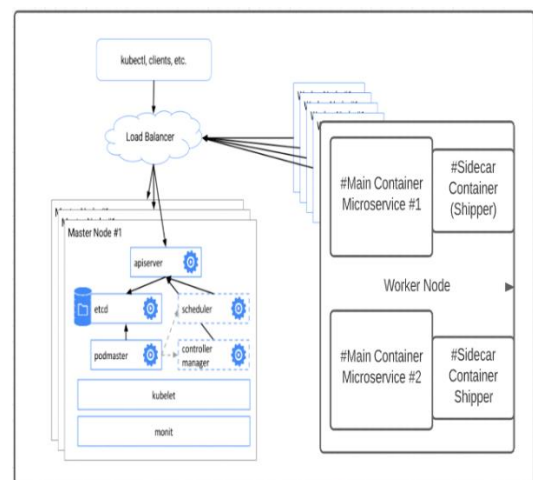 kubectl, clients, etc.
Load Balancer
Master Node #1
apiserver
etcd
scheduler
podmaster
controller
manager
kubelet
monit
#Main Container
Microservice #1
#Sidecar
Container
(Shipper)
Worker Node
#Main Container
Microservice #2
#Sidecar
Container
Shipper